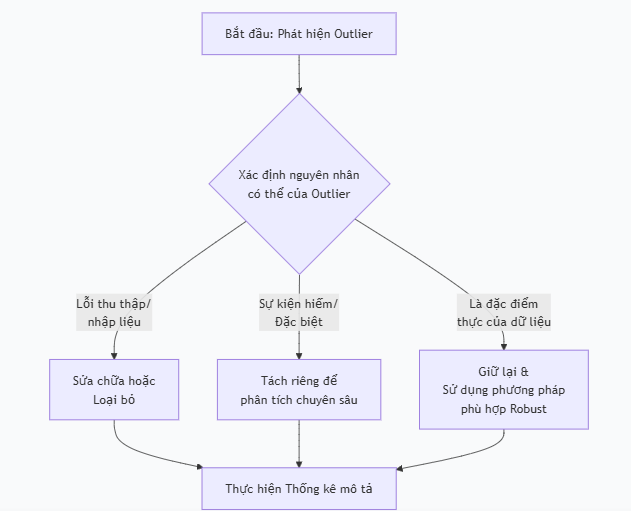 Bắt đầu: Phát hiện Outlier
Xác định nguyên nhân
có thể của Outlier
Lỗi thu thập/
nhập liệu
Sự kiện hiếm/
Đặc biệt
Là đặc điểm
thực của dữ liệu
Sửa chữa hoặc
Loại bỏ
Tách riêng để
phân tích chuyên sâu
Giữ lại &
Sử dụng phương pháp
phù hợp Robust
Thực hiện Thống kê mô tả